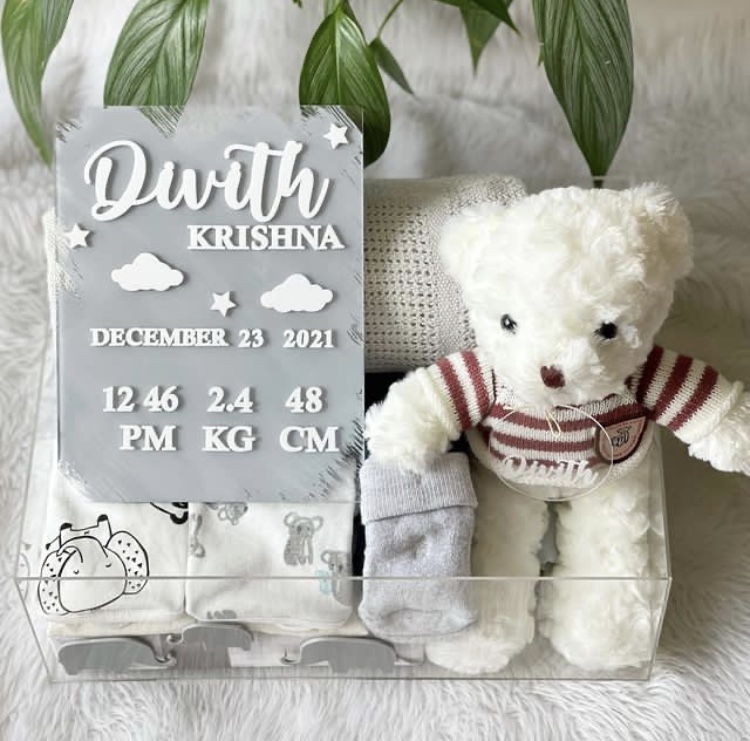 Divith
KRISHNA
DECEMBER 23 2021
12 46 2.4 48
PM KG CM
Divith